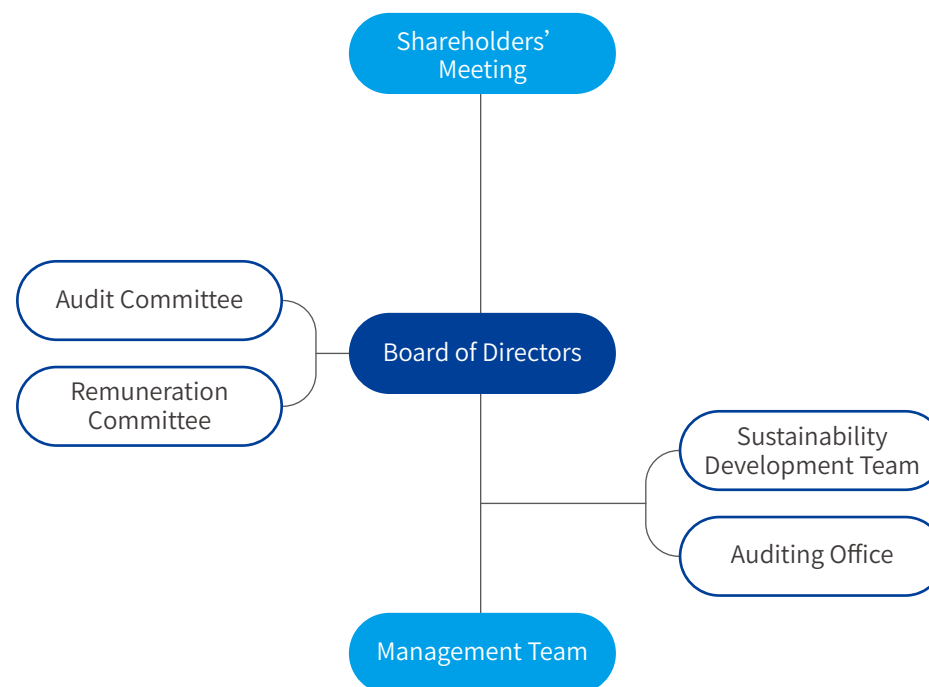 Shareholders’
Meeting
Audit Committee
Board of Directors
Remuneration
Committee
Sustainability
Development Team
Auditing Office
Management Team